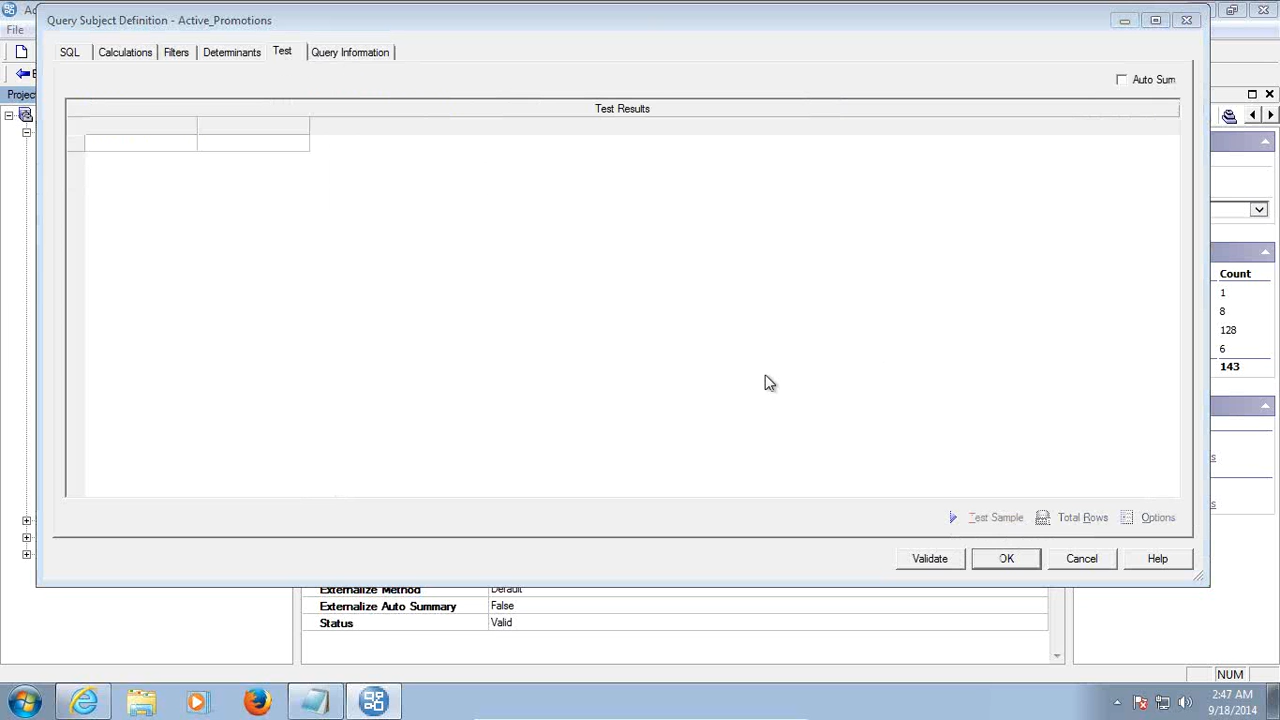 Query Subject Definition - Active_Promotions
File
SQL
Calculations
Filters
Determinants
Test
Query Information
Auto Sum
Projec
Test Results
Count
1
8
128
6
143
s
s
Test Sample
Total Rows
Options
Validate
OK
Cancel
Help
Externalize Method
Default
Externalize Auto Summary
False
Status
Valid
NUM
2:47 AM
9/18/2014